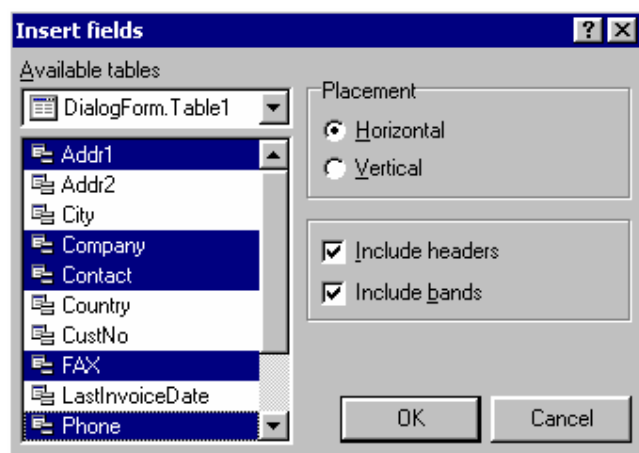 Insert fields
Available tables
DialogForm.Table1
Addr1
Addr2
City
Company
Contact
Country
CustNo
FAX
LastInvoiceDate
Phone
Placement
Horizontal
Vertical
Include headers
Include bands
OK
Cancel